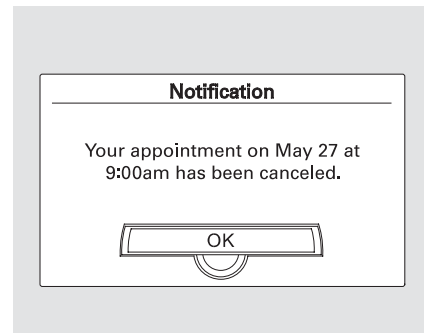 Notification
Your appointment on May 27 at
9:00am has been canceled.
OK